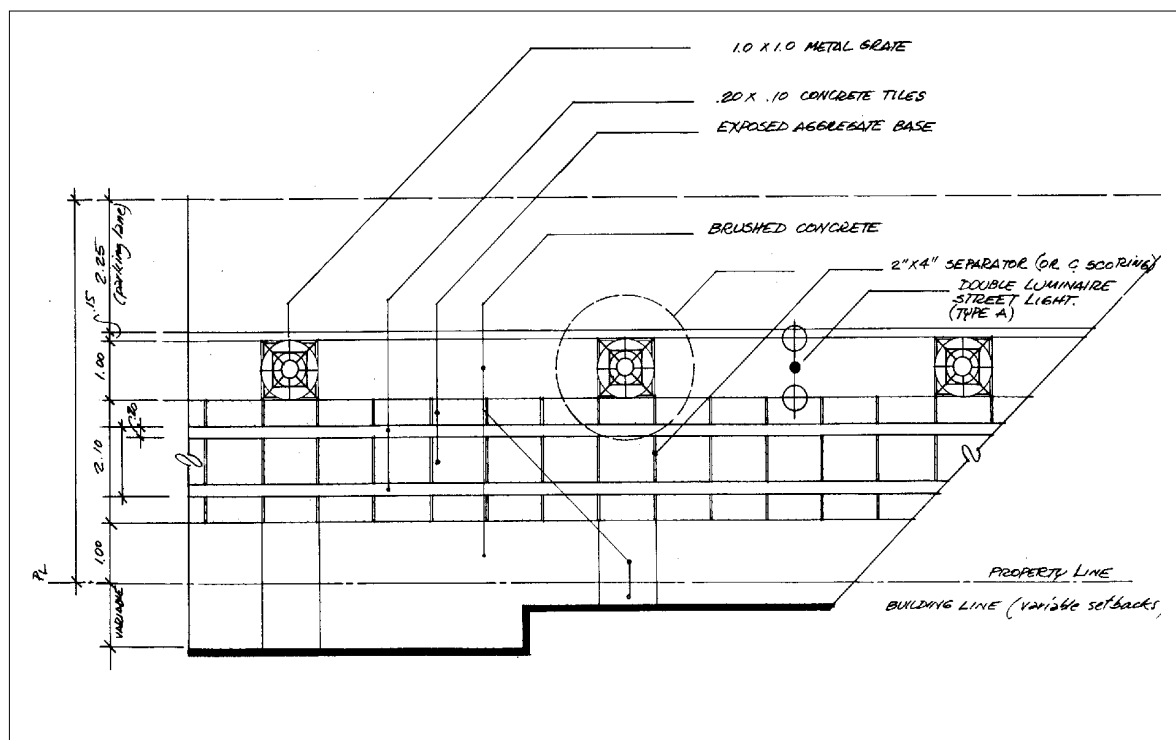 1.0 X 1.0 METAL GRATE
.20 X .10 CONCRETE TILES
EXPOSED AGGREGATE BASE
BRUSHED CONCRETE
2"X4" SEPARATOR (OR C. SCORING)
DOUBLE LUMINAIRE
STREET LIGHT.
(TYPE A)
2.25
(parking lane)
.15
1.00
.20
2.10
1.00
PL
VARIABLE
PROPERTY LINE
BUILDING LINE (variable setbacks,